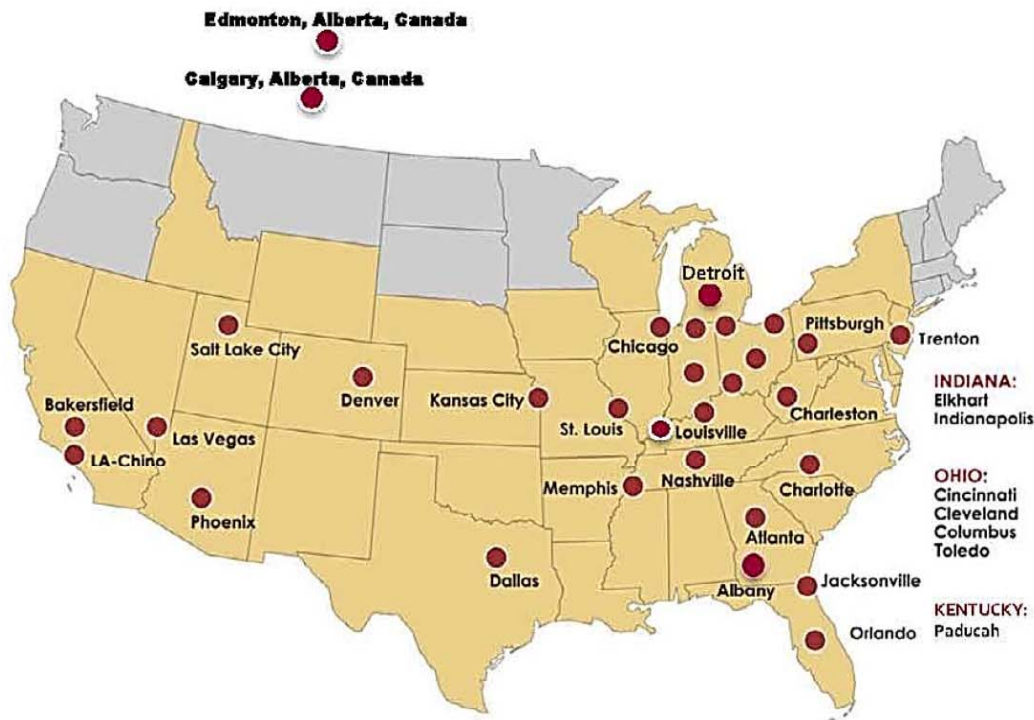 Edmonton, Alberta, Canada
Calgary, Alberta, Canada
Detroit
Pittsburgh
Chicago
Trenton
Salt Lake City
INDIANA:
Elkhart
Indianapolis
Denver
Kansas City
Charleston
Bakersfield
St. Louis
Louisville
Las Vegas
LA-Chino
Nashville
Memphis
Charlotte
OHIO:
Cincinnati
Cleveland
Columbus
Toledo
Phoenix
Atlanta
Dallas
Albany
Jacksonville
KENTUCKY:
Paducah
Orlando